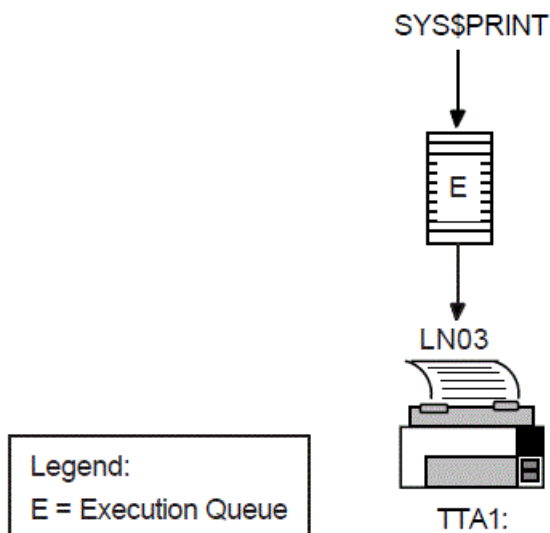 SYS$PRINT
E
LN03
TTA1:
Legend:
E = Execution Queue